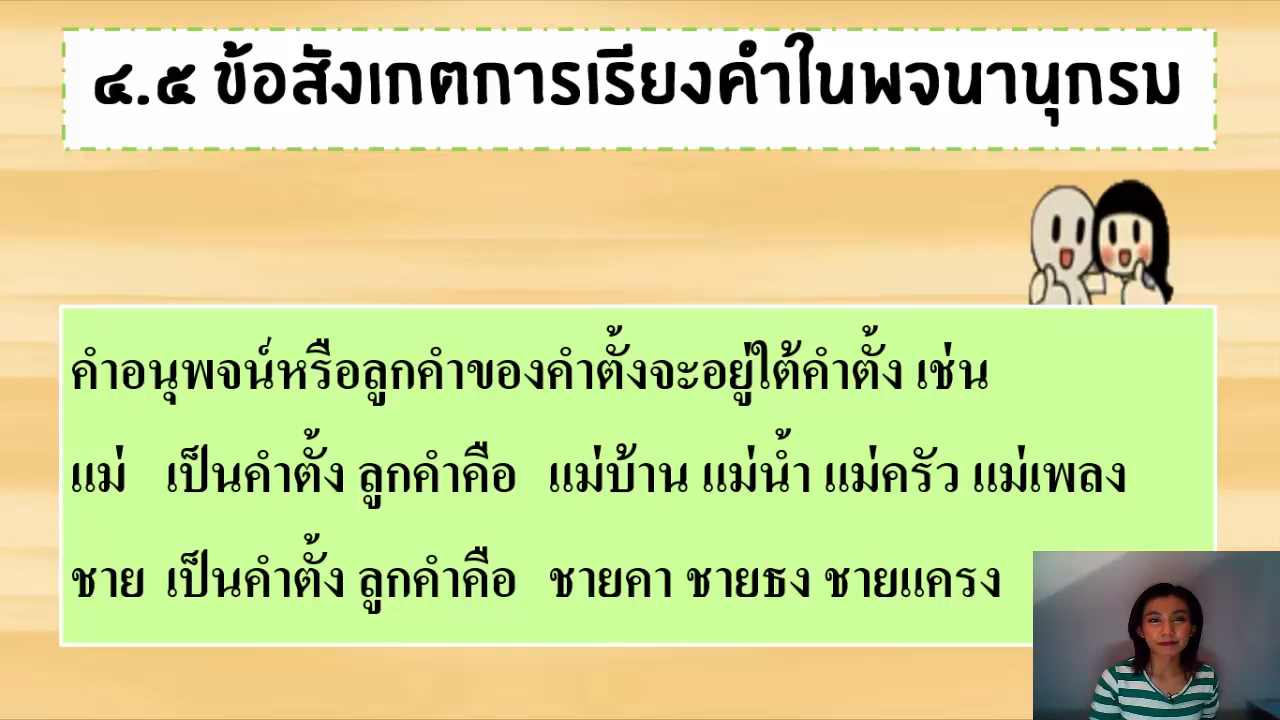 ๔.๕ ข้อสังเกตการเรียงคำในพจนานุกรม
คำอนุพจน์หรือลูกคำของคำตั้งจะอยู่ใต้คำตั้ง เช่น
แม่ เป็นคำตั้ง ลูกคำคือ แม่บ้าน แม่น้ำ แม่ครัว แม่เพลง
ชาย เป็นคำตั้ง ลูกคำคือ ชายคา ชายธง ชายแครง